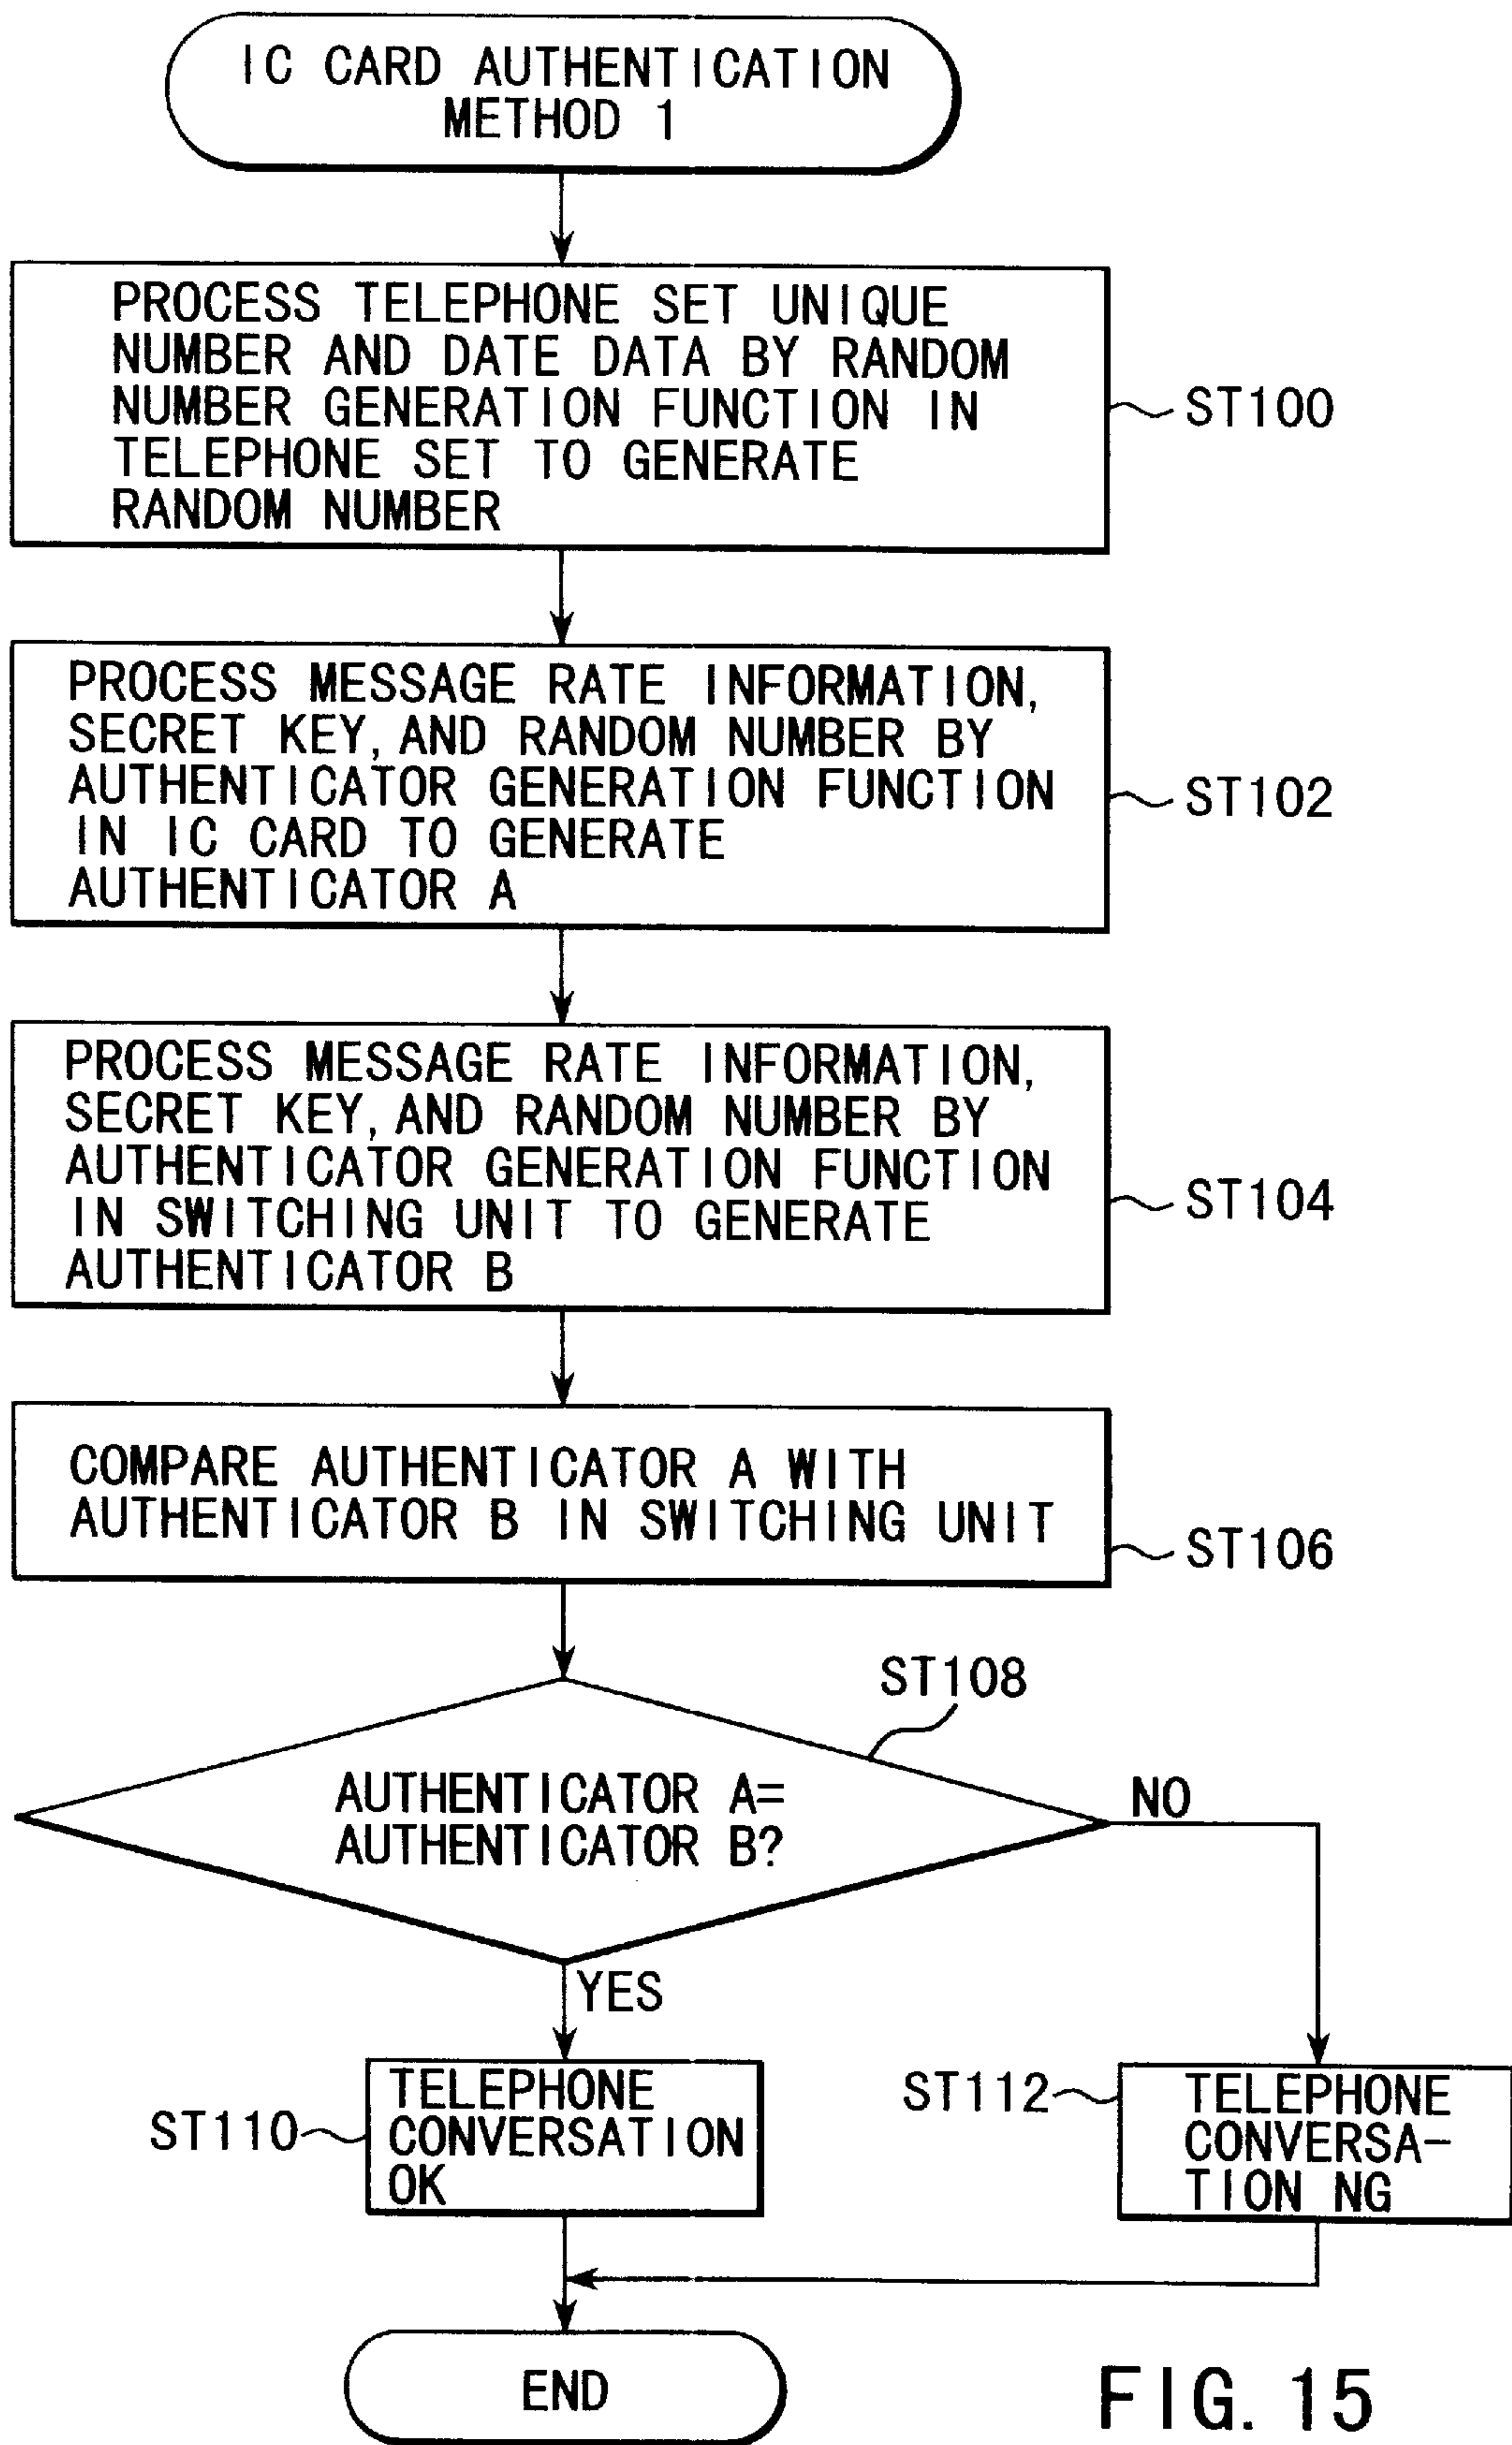 IC CARD AUTHENTICATION
METHOD 1
PROCESS TELEPHONE SET UNIQUE
NUMBER AND DATE DATA BY RANDOM
NUMBER GENERATION FUNCTION IN
TELEPHONE SET TO GENERATE
RANDOM NUMBER
ST100
PROCESS MESSAGE RATE INFORMATION,
SECRET KEY, AND RANDOM NUMBER BY
AUTHENTICATOR GENERATION FUNCTION
IN IC CARD TO GENERATE
AUTHENTICATOR A
ST102
PROCESS MESSAGE RATE INFORMATION,
SECRET KEY, AND RANDOM NUMBER BY
AUTHENTICATOR GENERATION FUNCTION
IN SWITCHING UNIT TO GENERATE
AUTHENTICATOR B
ST104
COMPARE AUTHENTICATOR A WITH
AUTHENTICATOR B IN SWITCHING UNIT
ST106
ST108
AUTHENTICATOR A=
AUTHENTICATOR B?
NO
YES
ST110
TELEPHONE
CONVERSATION
OK
ST112
TELEPHONE
CONVERSA-
TION NG
END
FIG. 15